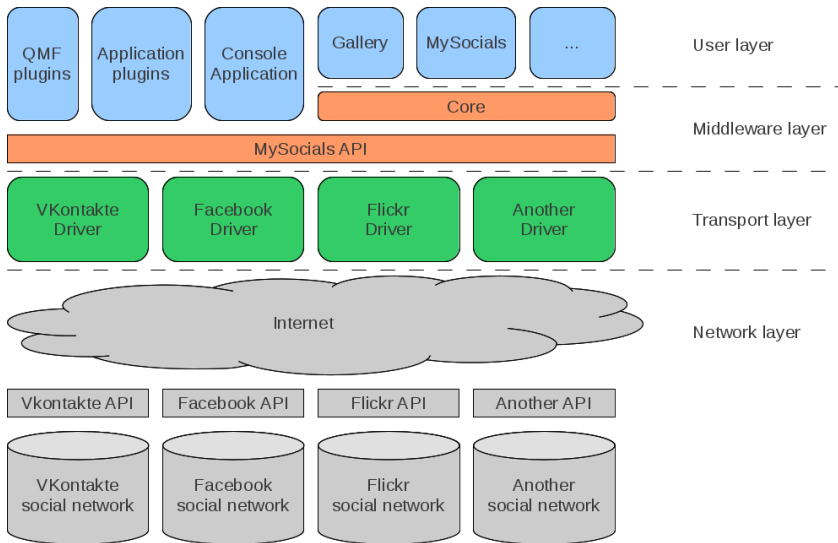 QMF
plugins
Application
plugins
Console
Application
Gallery
MySocials
...
User layer
Core
Middleware layer
MySocials API
VKontakte
Driver
Facebook
Driver
Flickr
Driver
Another
Driver
Transport layer
Internet
Network layer
Vkontakte API
Facebook API
Flickr API
Another API
VKontakte
social network
Facebook
social network
Flickr
social network
Another
social network